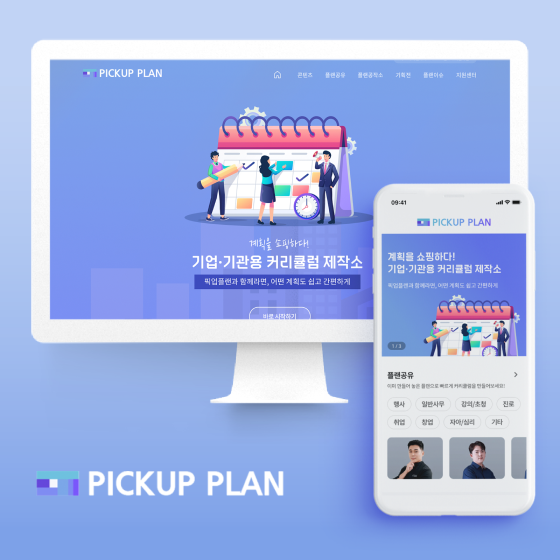 PICKUP PLAN
콘텐츠 플랜공유 플랜공작소 기획전 플랜이슈 지원센터
계획을 쇼핑하다!
기업·기관용 커리큘럼 제작소
픽업플랜과 함께라면, 어떤 계획도 쉽고 간편하게
바로 시작하기
09:41
PICKUP PLAN
계획을 쇼핑하다!
기업·기관용 커리큘럼 제작소
픽업플랜과 함께라면, 어떤 계획도 쉽고 간편하게
1 / 3
플랜공유
이미 만들어 놓은 플랜으로 빠르게 커리큘럼을 만들어보세요!
행사 일반사무 강의/초청 진로
취업 창업 자아/심리 기타
PICKUP PLAN